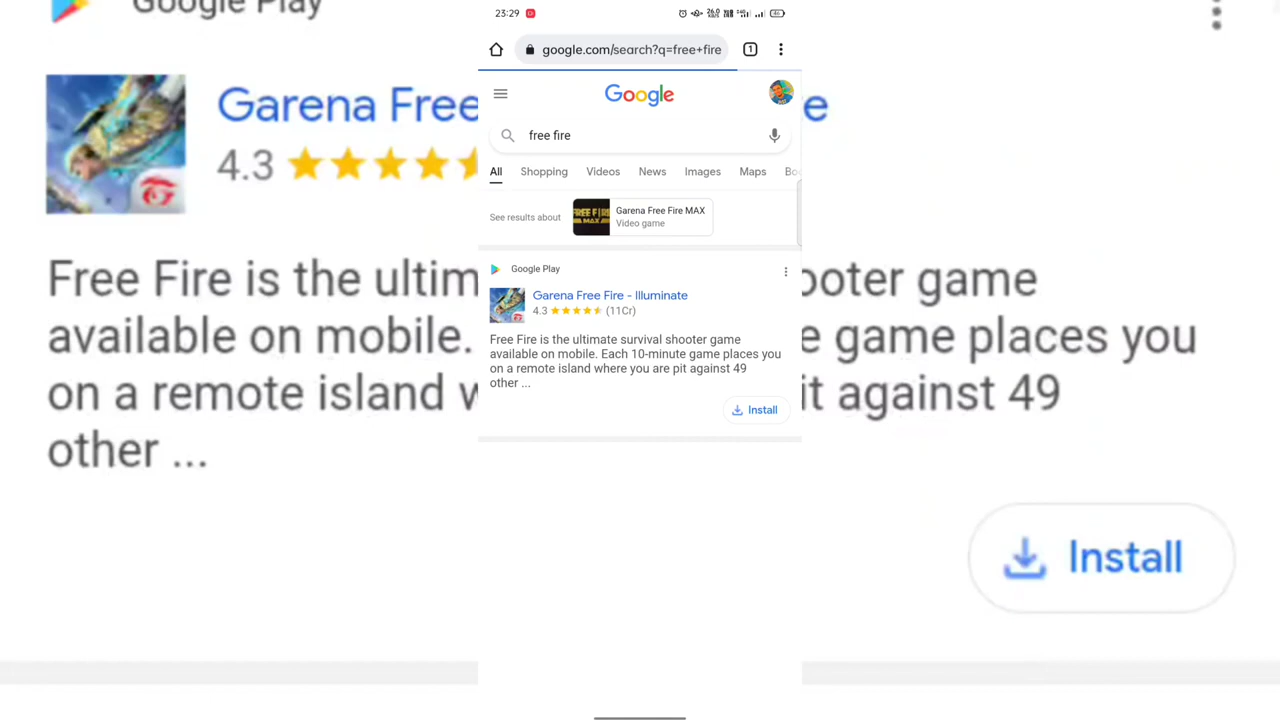 Google Play
Garena Free
e
4.3
Free Fire is the ultim
ooter game
available on mobile.
e game places you
on a remote island w
it against 49
other ...
Install
23:29
google.com/search?q=free+fire
1
Google
free fire
All Shopping Videos News Images Maps Bo
See results about
FREE FIRE
MAX
Garena Free Fire MAX
Video game
Google Play
Garena Free Fire - Illuminate
4.3 (11Cr)
Free Fire is the ultimate survival shooter game
available on mobile. Each 10-minute game places you
on a remote island where you are pit against 49
other ...
Install